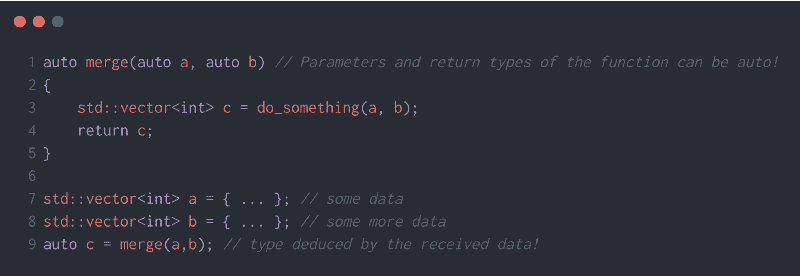 1 auto merge(auto a, auto b) // Parameters and return types of the function can be auto!
2 {
3     std::vector<int> c = do_something(a, b);
4     return c;
5 }
6
7 std::vector<int> a = { ... }; // some data
8 std::vector<int> b = { ... }; // some more data
9 auto c = merge(a,b); // type deduced by the received data!